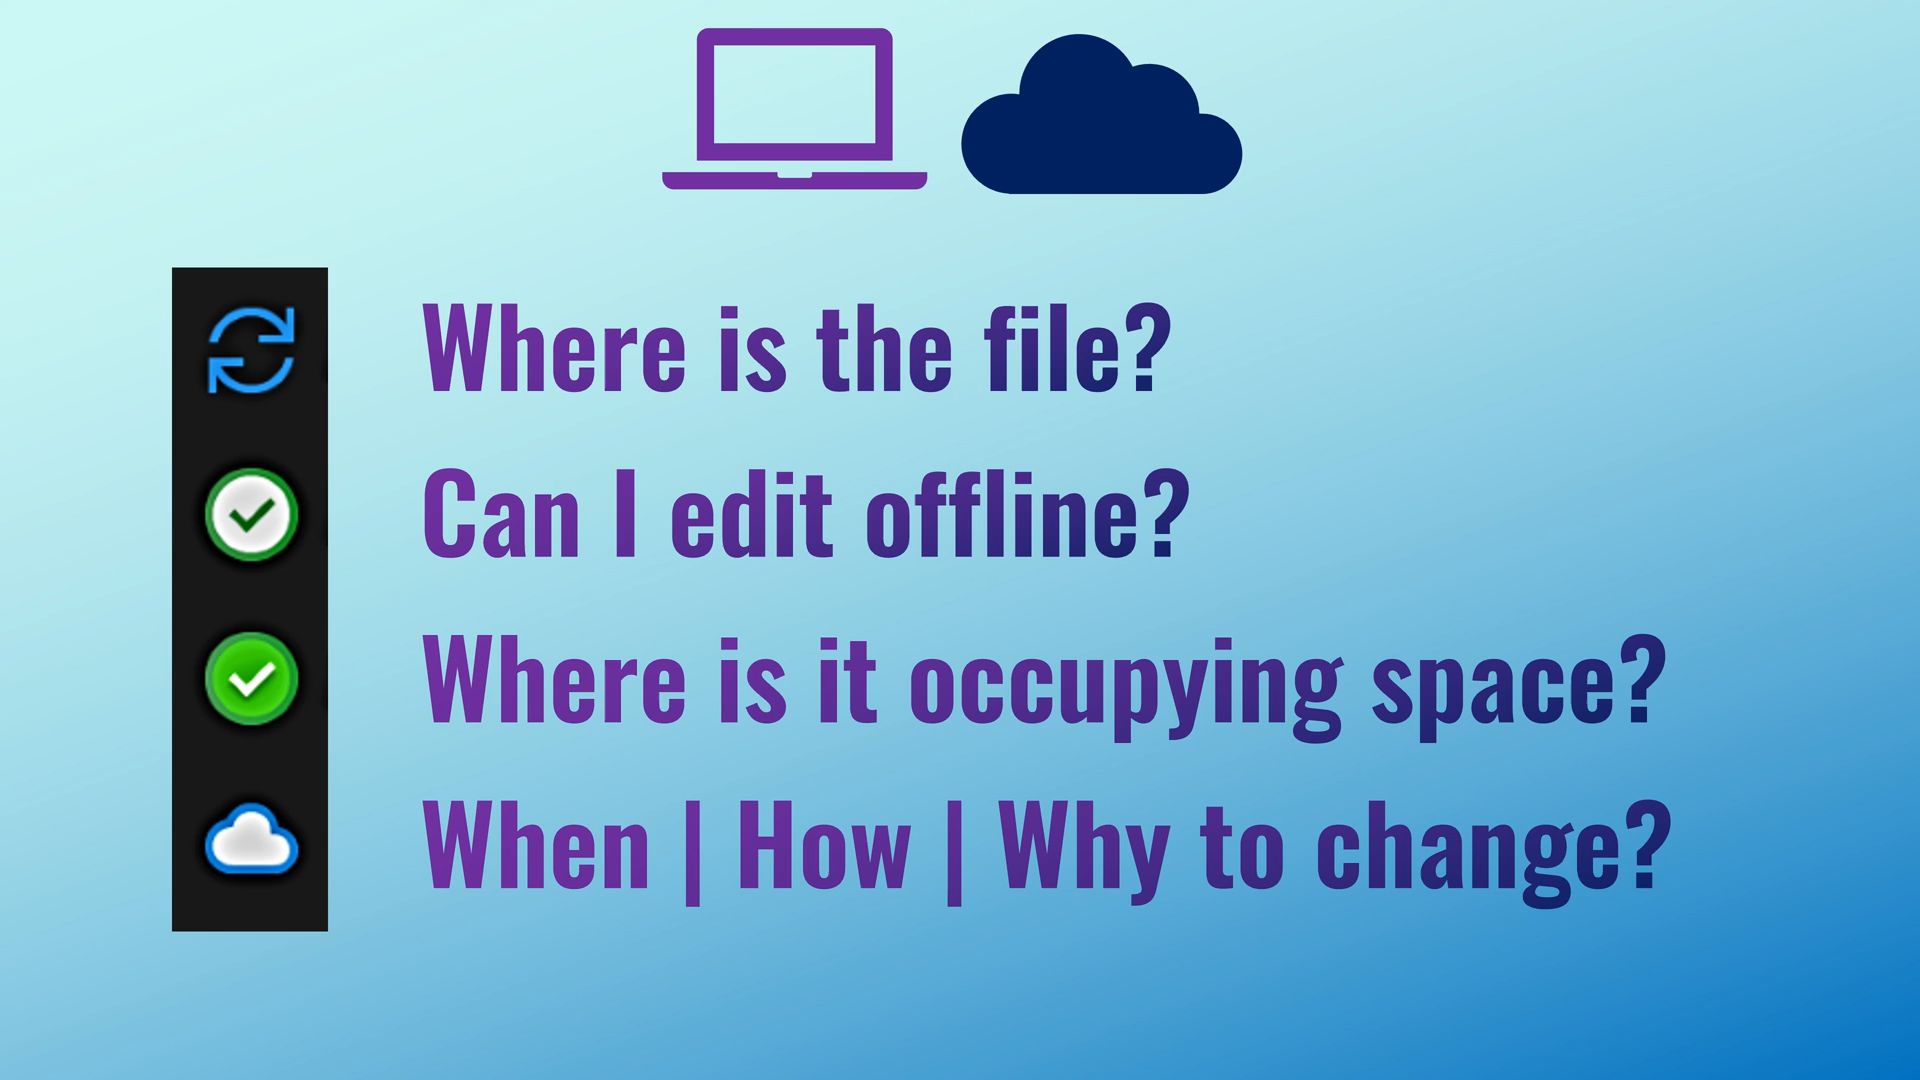 Where is the file?
Can I edit offline?
Where is it occupying space?
When | How | Why to change?